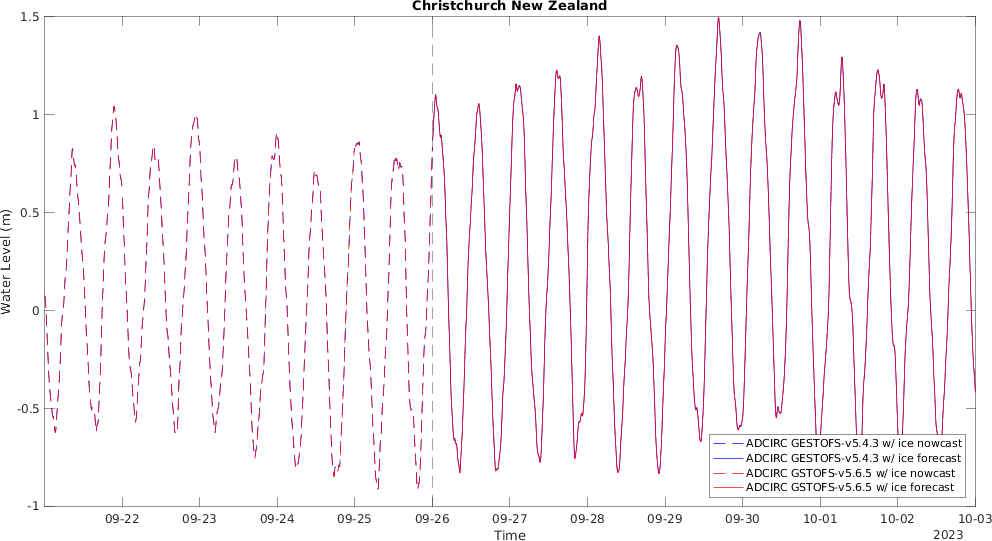 Christchurch New Zealand
1.5
1
0.5
0
-0.5
-1
Water Level (m)
09-22 09-23 09-24 09-25 09-26 09-27 09-28 09-29 09-30 10-01 10-02 10-03
Time
2023
ADCIRC GESTOFS-v5.4.3 w/ ice nowcast
ADCIRC GESTOFS-v5.4.3 w/ ice forecast
ADCIRC GSTOFS-v5.6.5 w/ ice nowcast
ADCIRC GSTOFS-v5.6.5 w/ ice forecast